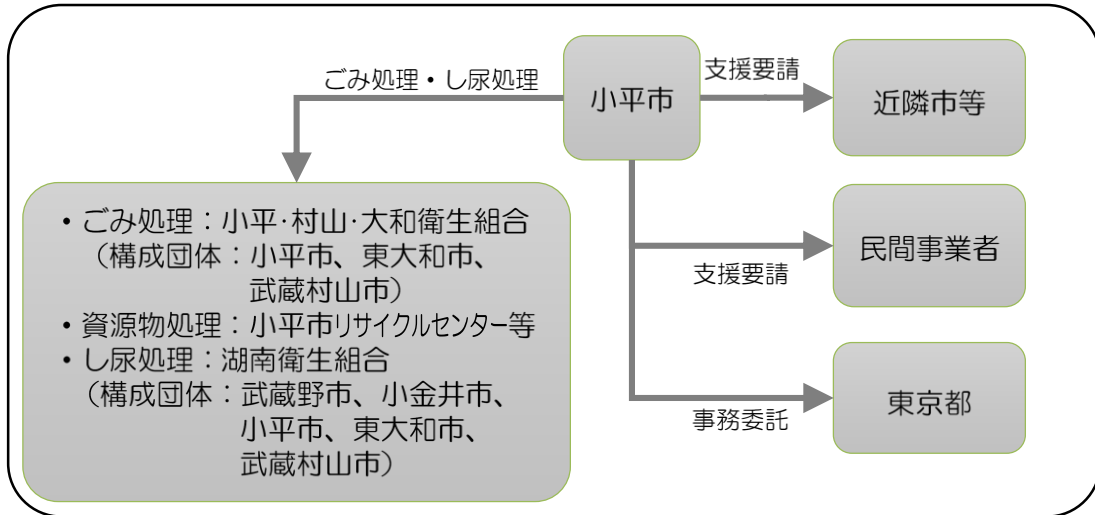 ごみ処理・し尿処理
小平市
支援要請
近隣市等
・ごみ処理：小平・村山・大和衛生組合
（構成団体：小平市、東大和市、
武蔵村山市）
・資源物処理：小平市リサイクルセンター等
・し尿処理：湖南衛生組合
（構成団体：武蔵野市、小金井市、
小平市、東大和市、
武蔵村山市）
支援要請
民間事業者
事務委託
東京都